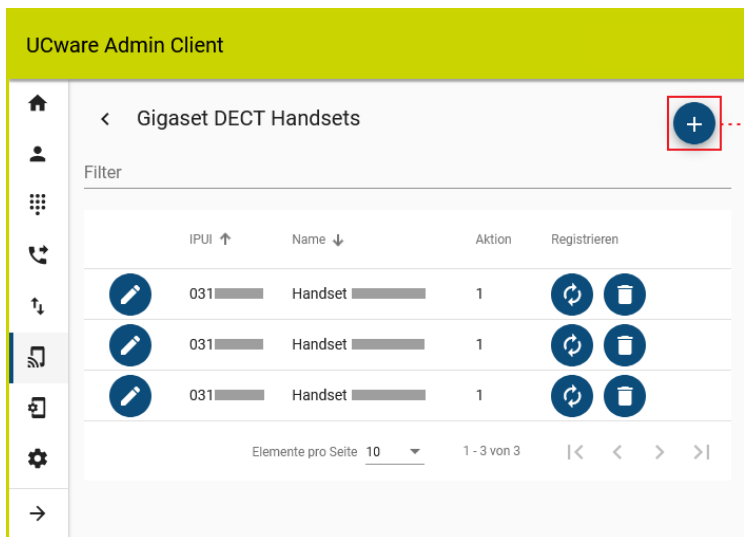 UCware Admin Client
Gigaset DECT Handsets
Filter
IPUI Name Aktion Registrieren
031 Handset 1
031 Handset 1
031 Handset 1
Elemente pro Seite 10 1 - 3 von 3